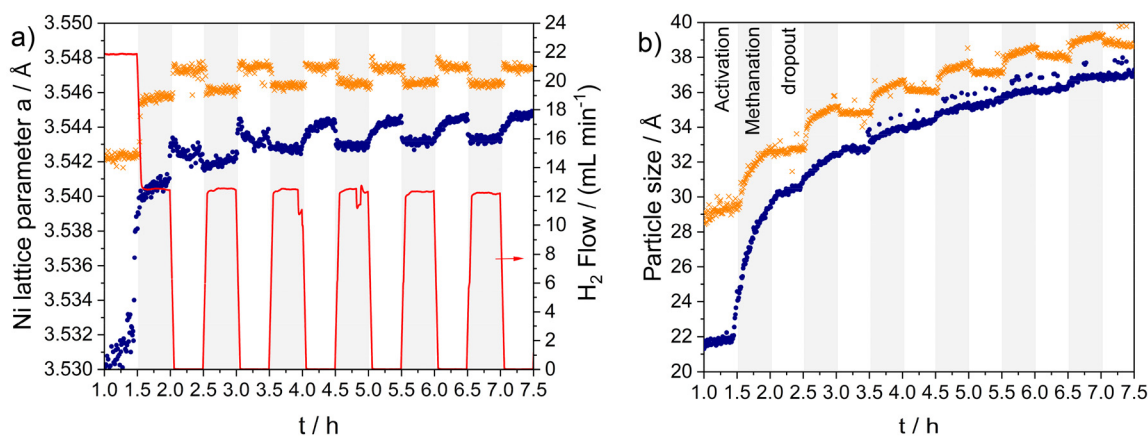 a)
Ni lattice parameter a / Å
3.550
3.548
3.546
3.544
3.542
3.540
3.538
3.536
3.534
3.532
3.530
24
22
20
18
16
14
12
10
8
6
4
2
0
H2 Flow / (mL min-1)
1.0 1.5 2.0 2.5 3.0 3.5 4.0 4.5 5.0 5.5 6.0 6.5 7.0 7.5
t / h
b)
Particle size / Å
40
38
36
34
32
30
28
26
24
22
20
Activation
Methanation
dropout
1.0 1.5 2.0 2.5 3.0 3.5 4.0 4.5 5.0 5.5 6.0 6.5 7.0 7.5
t / h